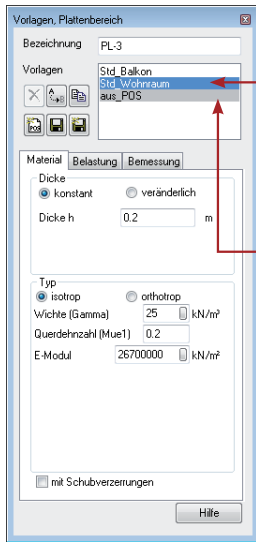 Vorlagen, Plattenbereich
Bezeichnung PL-3
Vorlagen
Std_Balkon
Std_Wohnraum
aus_POS
POS
Material Belastung Bemessung
Dicke
konstant veränderlich
Dicke h 0.2 m
Typ
isotrop orthotrop
Wichte (Gamma) 25 kN/m³
Querdehnzahl (Mue1) 0.2
E-Modul 26700000 kN/m²
mit Schubverzerrungen
Hilfe